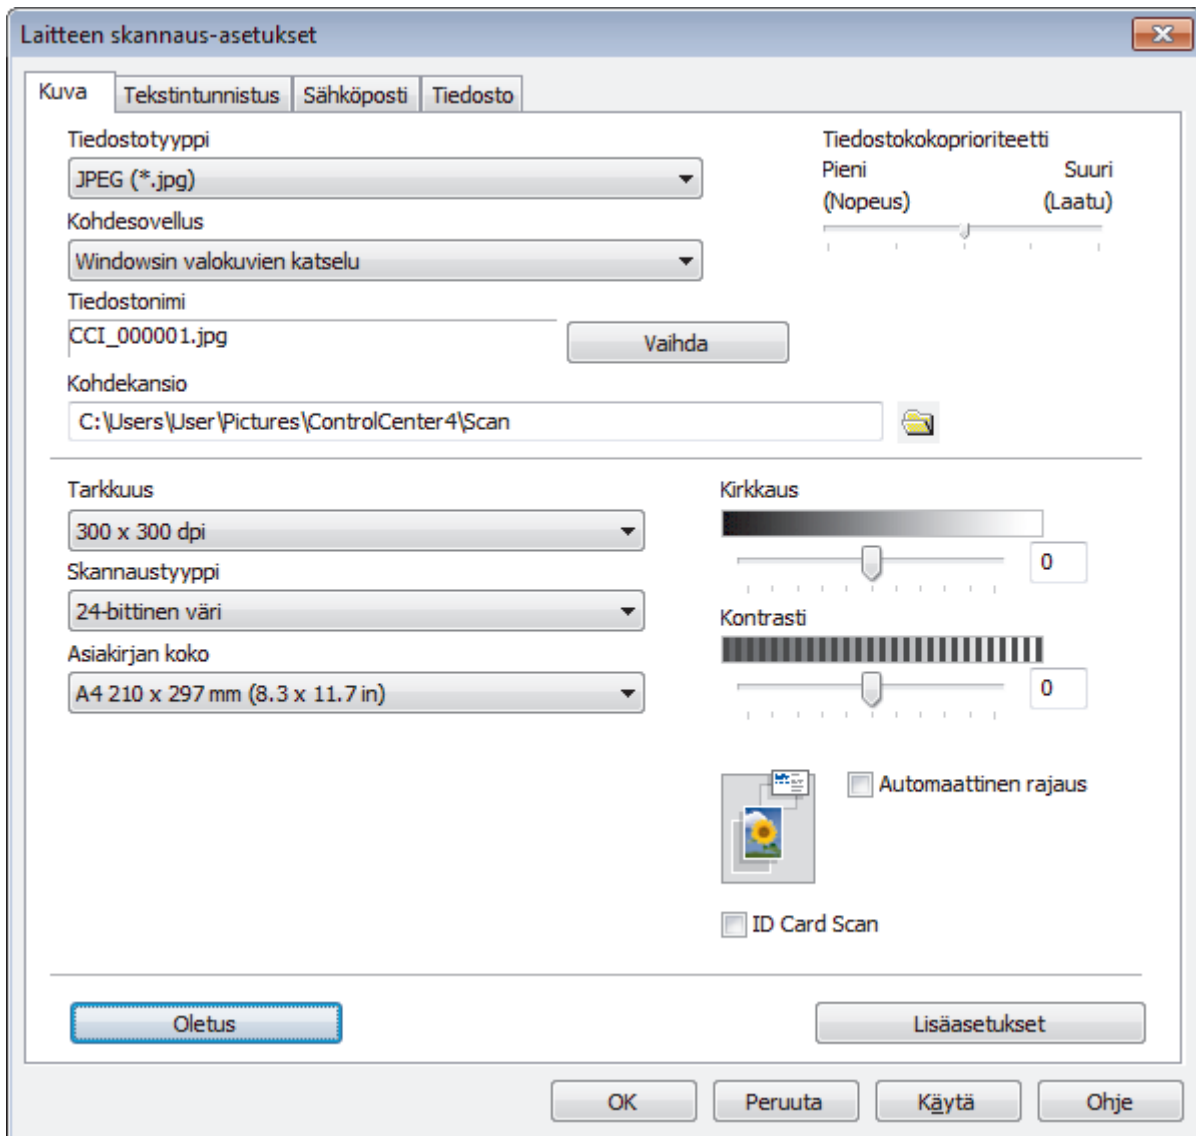 Laitteen skannaus-asetukset
Kuva
Tekstintunnistus
Sähköposti
Tiedosto
Tiedostotyyppi
JPEG (*.jpg)
Kohdesovellus
Windowsin valokuvien katselu
Tiedostonimi
CCI_000001.jpg
Vaihda
Kohdekansio
C:\Users\User\Pictures\ControlCenter4\Scan
Tiedostokokoprioriteetti
Pieni Suuri
(Nopeus) (Laatu)
Tarkkuus
300 x 300 dpi
Skannaustyyppi
24-bittinen väri
Asiakirjan koko
A4 210 x 297 mm (8.3 x 11.7 in)
Kirkkaus
0
Kontrasti
0
Automaattinen rajaus
ID Card Scan
Oletus
Lisäasetukset
OK
Peruuta
Käytä
Ohje